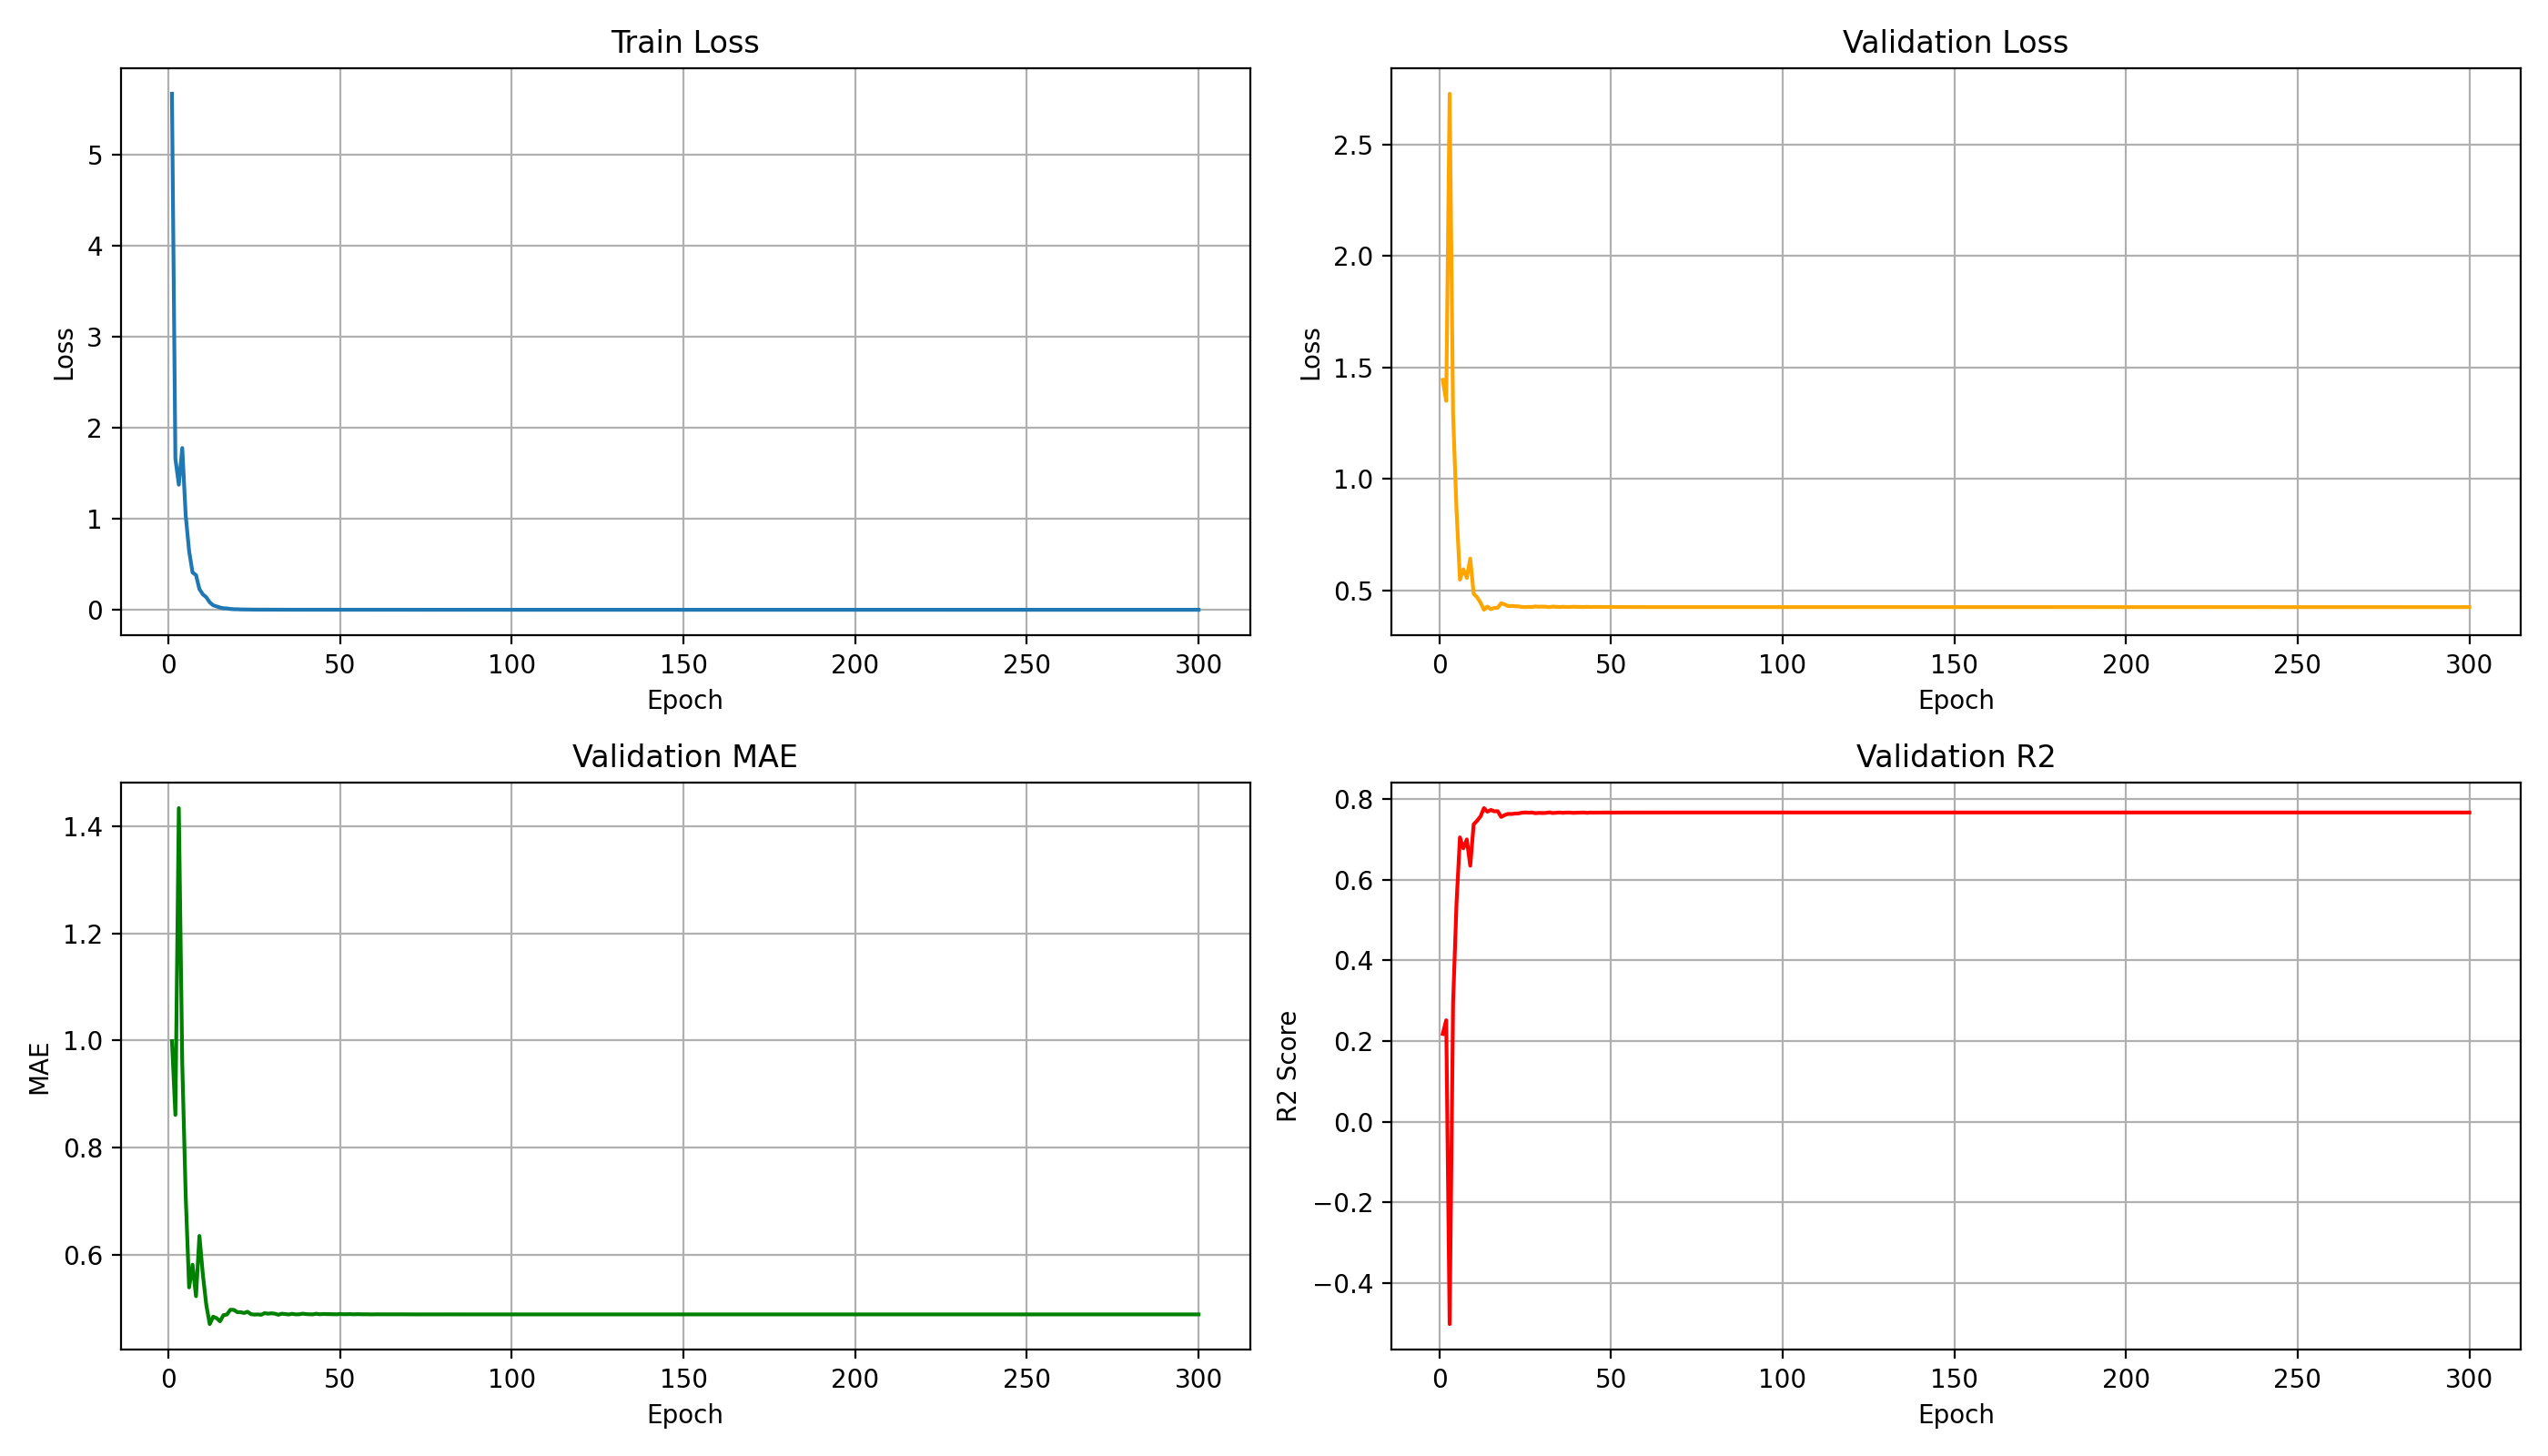 Train Loss
Validation Loss
5
4
3
2
1
0
Loss
0 50 100 150 200 250 300
Epoch
2.5
2.0
1.5
1.0
0.5
Loss
0 50 100 150 200 250 300
Epoch
Validation MAE
Validation R2
1.4
1.2
1.0
0.8
0.6
MAE
0 50 100 150 200 250 300
Epoch
0.8
0.6
0.4
0.2
0.0
−0.2
−0.4
R2 Score
0 50 100 150 200 250 300
Epoch